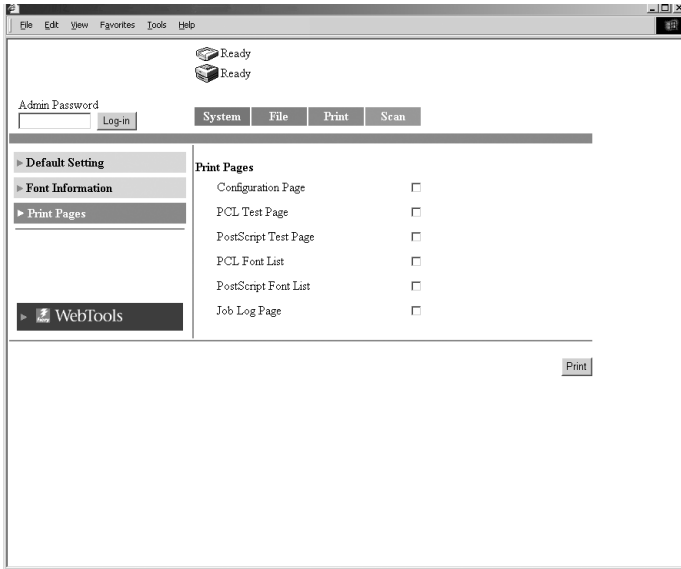 File Edit View Favorites Tools Help
Ready
Ready
Admin Password
Log-in
System File Print Scan
Default Setting
Font Information
Print Pages
WebTools
Print Pages
Configuration Page
PCL Test Page
PostScript Test Page
PCL Font List
PostScript Font List
Job Log Page
Print